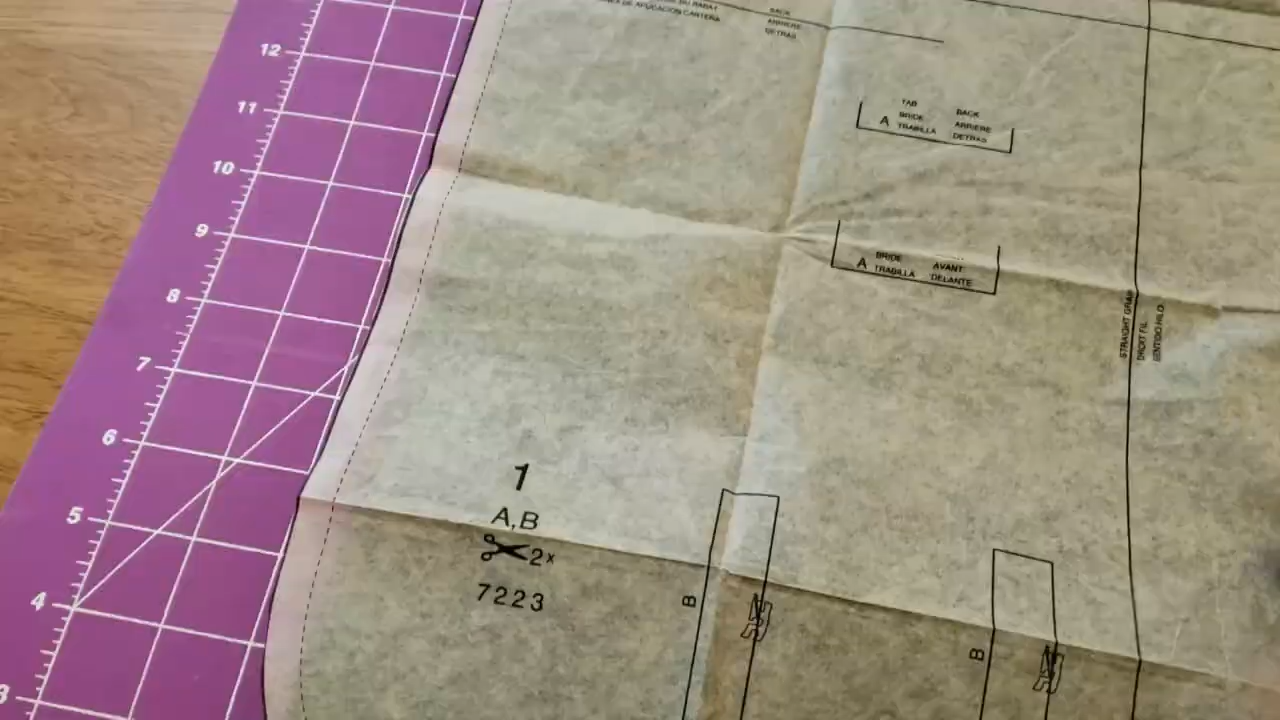 BACK
ARRIERE
DETRAS
12
11
10
9
8
7
6
5
4
3
TAB BACK
A BRIDE ARRIERE
TRABILLA DETRAS
BRIDE AVANT
A TRABILLA DELANTE
STRAIGHT GRAIN
DROIT FIL
SENTIDO HILO
1
A,B
2x
7223
B
B